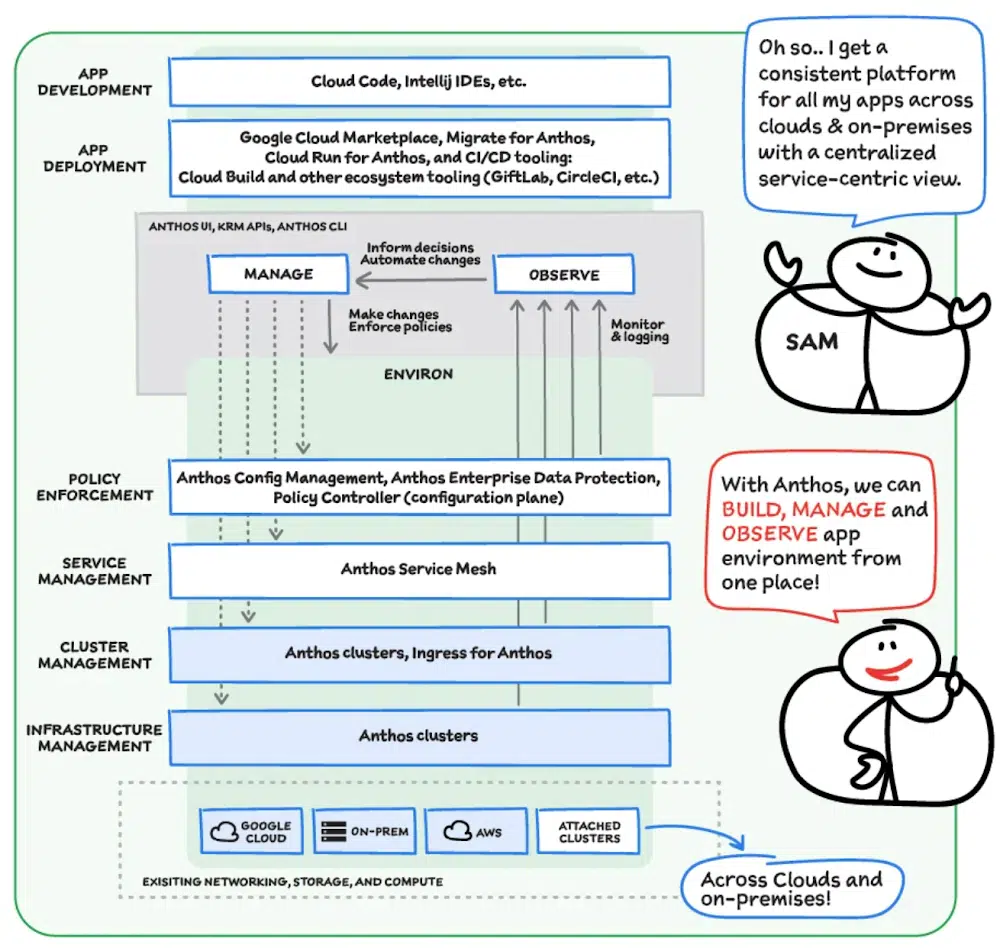 APP
DEVELOPMENT
Cloud Code, Intellij IDEs, etc.
APP
DEPLOYMENT
Google Cloud Marketplace, Migrate for Anthos,
Cloud Run for Anthos, and CI/CD tooling:
Cloud Build and other ecosystem tooling (GiftLab, CircleCI, etc.)
Oh so.. I get a
consistent platform
for all my apps across
clouds & on-premises
with a centralized
service-centric view.
SAM
ANTHOS UI, KRM APIs, ANTHOS CLI
MANAGE
Inform decisions
Automate changes
OBSERVE
Make changes
Enforce policies
Monitor
& logging
ENVIRON
POLICY
ENFORCEMENT
Anthos Config Management, Anthos Enterprise Data Protection,
Policy Controller (configuration plane)
With Anthos, we can
BUILD, MANAGE and
OBSERVE app
environment from
one place!
SERVICE
MANAGEMENT
Anthos Service Mesh
CLUSTER
MANAGEMENT
Anthos clusters, Ingress for Anthos
INFRASTRUCTURE
MANAGEMENT
Anthos clusters
GOOGLE
CLOUD
ON-PREM
AWS
ATTACHED
CLUSTERS
EXISITING NETWORKING, STORAGE, AND COMPUTE
Across Clouds and
on-premises!